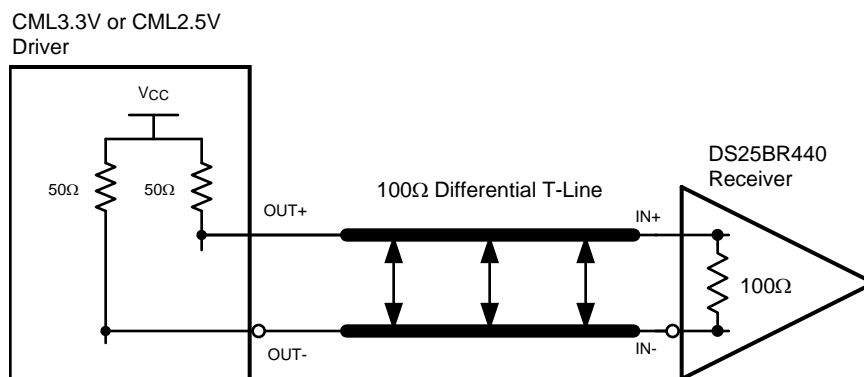 CML3.3V or CML2.5V
Driver
VCC
50Ω
50Ω
OUT+
OUT-
100Ω Differential T-Line
IN+
IN-
DS25BR440
Receiver
100Ω